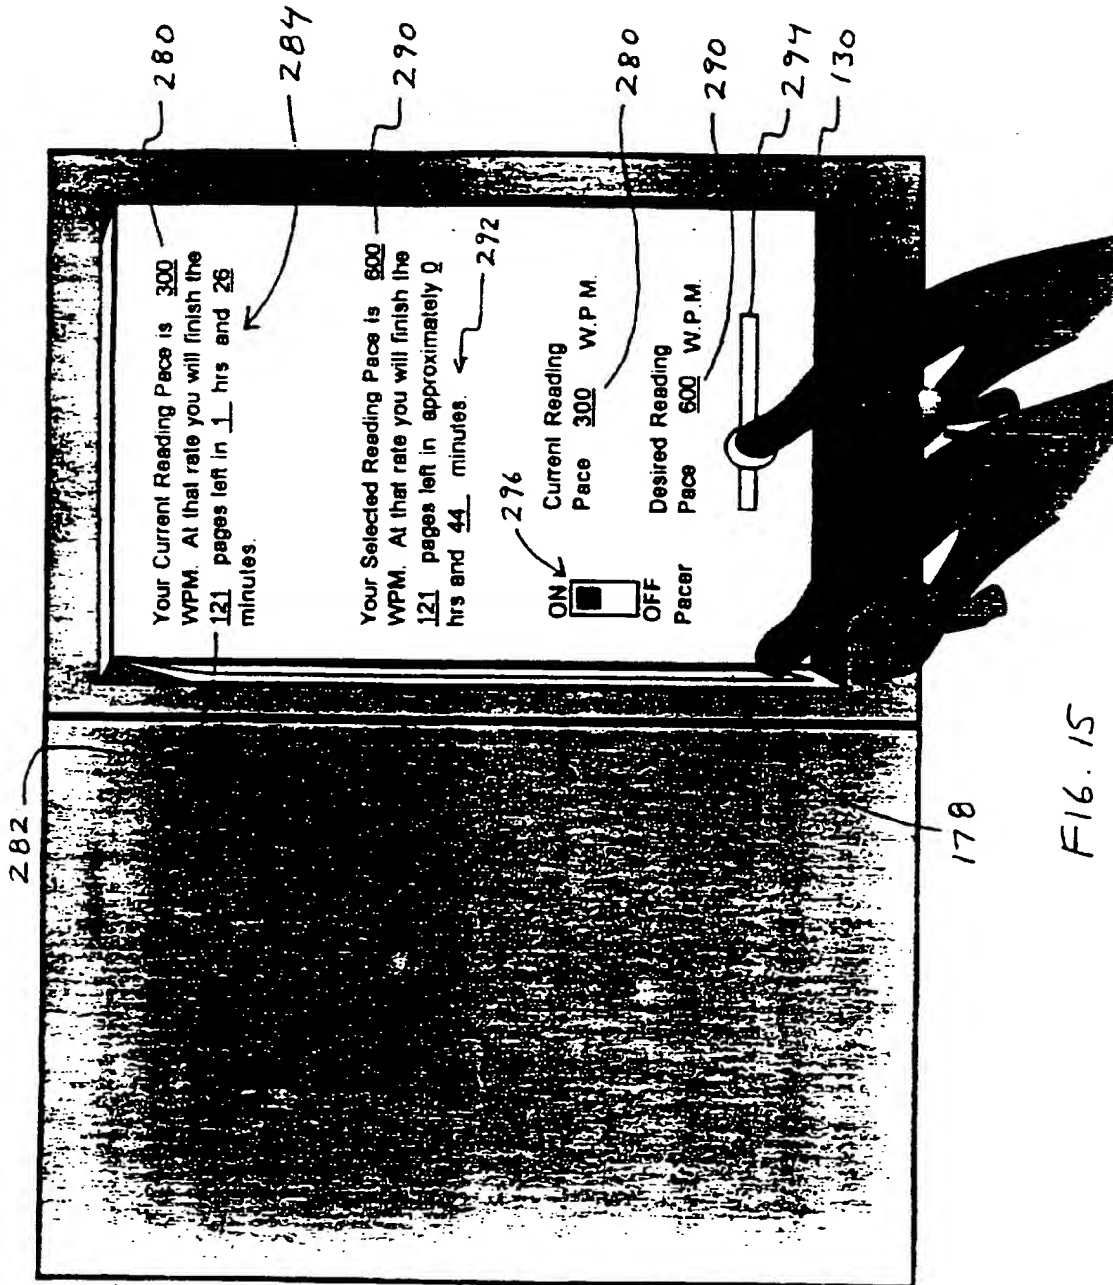 282
280
284
290
280
290
294
130
Your Current Reading Pace is 300
WPM. At that rate you will finish the
121 pages left in 1 hrs and 26
minutes.
Your Selected Reading Pace is 600
WPM. At that rate you will finish the
121 pages left in approximately 0
hrs and 44 minutes.
292
296
ON
OFF
Pacer
Current Reading
Pace 300 W.P.M.
Desired Reading
Pace 600 W.P.M.
178
FIG. 15